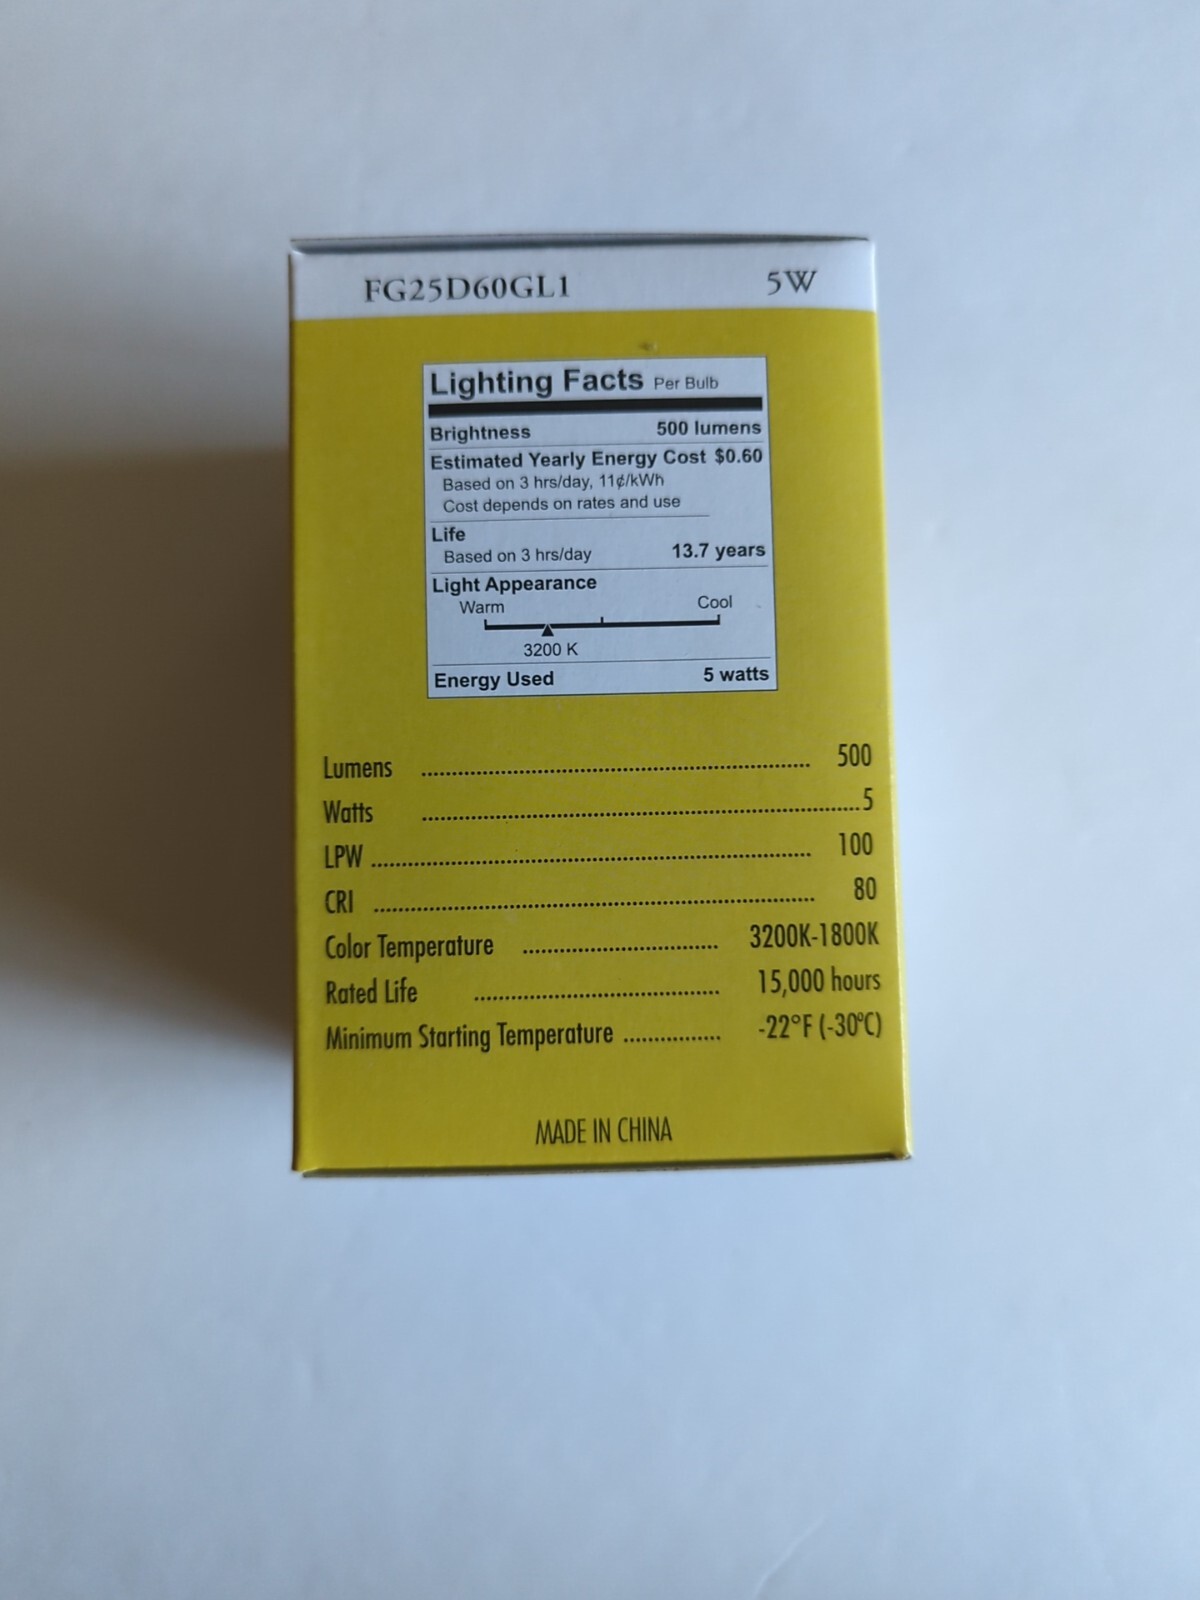 FG25D60GL1 5W
Lighting Facts Per Bulb
Brightness 500 lumens
Estimated Yearly Energy Cost $0.60
Based on 3 hrs/day, 11¢/kWh
Cost depends on rates and use
Life
Based on 3 hrs/day 13.7 years
Light Appearance
Warm Cool
3200 K
Energy Used 5 watts
Lumens ........................................ 500
Watts ........................................ 5
LPW ........................................ 100
CRI ........................................ 80
Color Temperature .................... 3200K-1800K
Rated Life ......................... 15,000 hours
Minimum Starting Temperature ............... -22°F (-30°C)
MADE IN CHINA